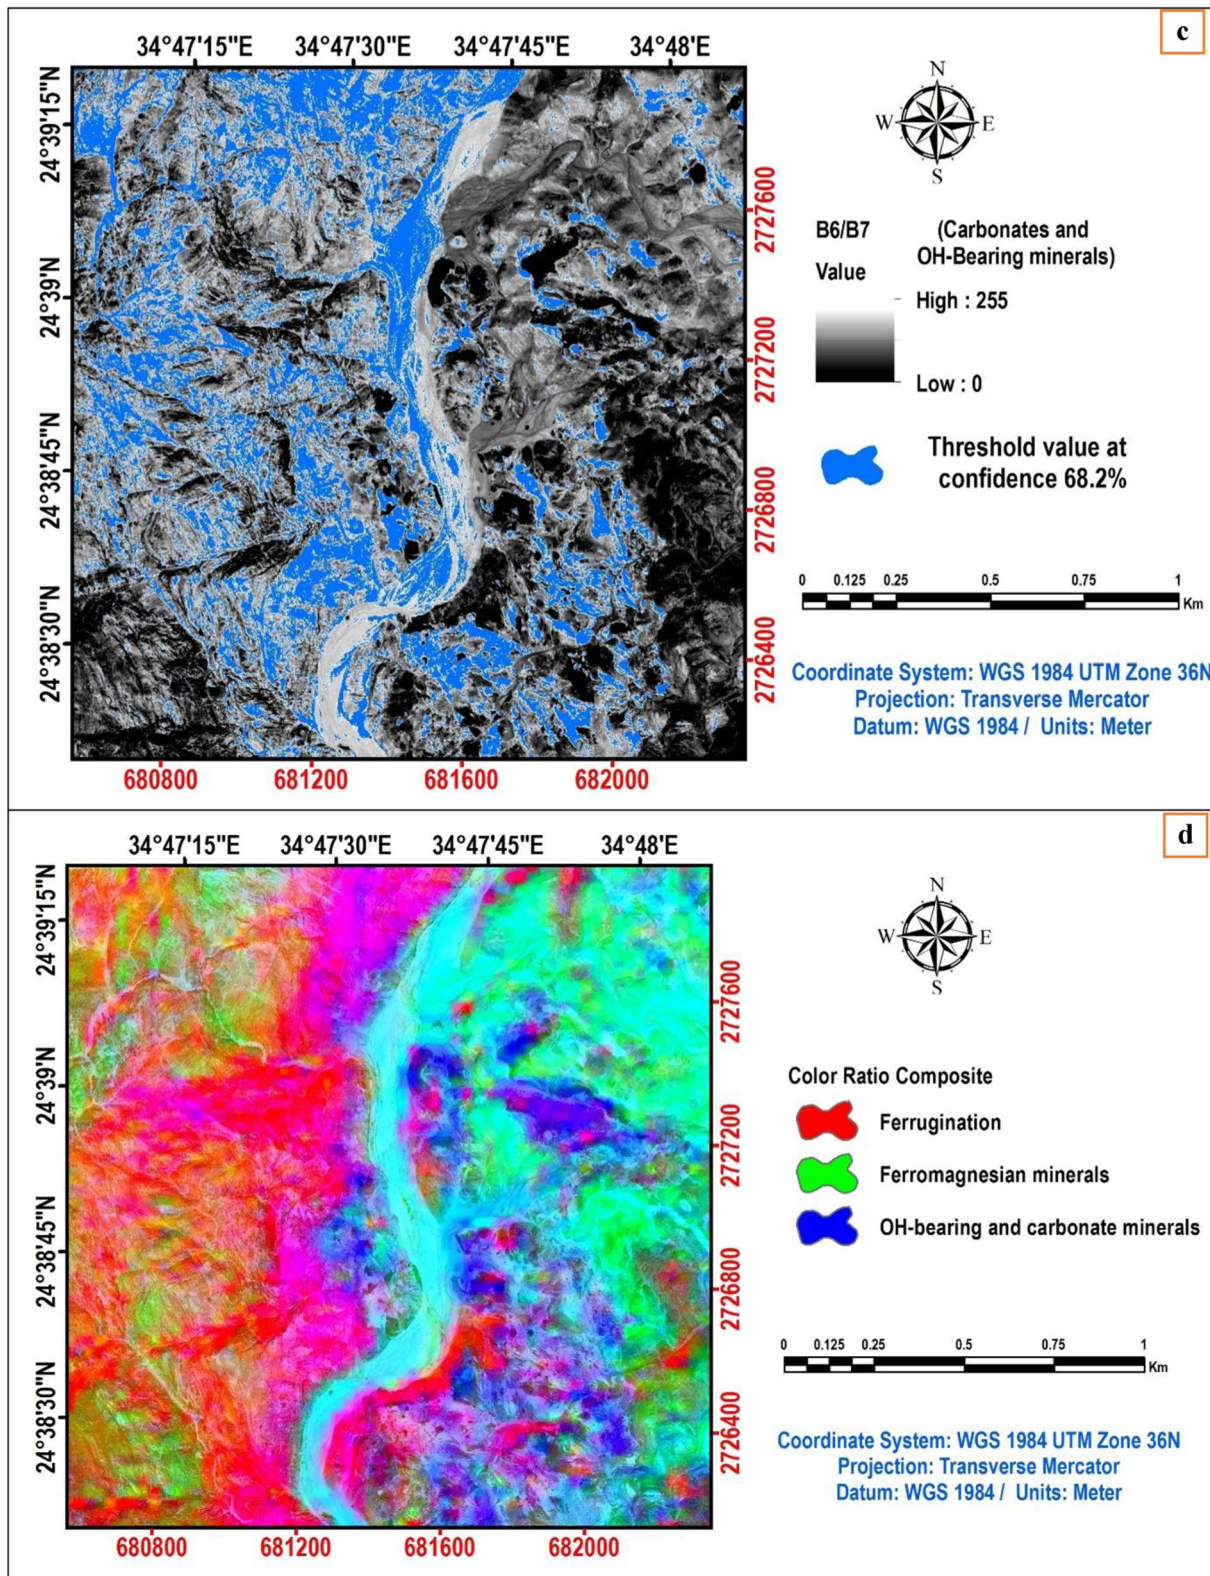 c
34°47'15"E 34°47'30"E 34°47'45"E 34°48'E
24°39'15"N
24°39'N
24°38'45"N
24°38'30"N
2727600
2727200
2726800
2726400
680800 681200 681600 682000
N
W E
S
B6/B7 (Carbonates and
OH-Bearing minerals)
Value
High : 255
Low : 0
Threshold value at
confidence 68.2%
0 0.125 0.25 0.5 0.75 1
Km
Coordinate System: WGS 1984 UTM Zone 36N
Projection: Transverse Mercator
Datum: WGS 1984 / Units: Meter
d
34°47'15"E 34°47'30"E 34°47'45"E 34°48'E
24°39'15"N
24°39'N
24°38'45"N
24°38'30"N
2727600
2727200
2726800
2726400
680800 681200 681600 682000
N
W E
S
Color Ratio Composite
Ferrugination
Ferromagnesian minerals
OH-bearing and carbonate minerals
0 0.125 0.25 0.5 0.75 1
Km
Coordinate System: WGS 1984 UTM Zone 36N
Projection: Transverse Mercator
Datum: WGS 1984 / Units: Meter